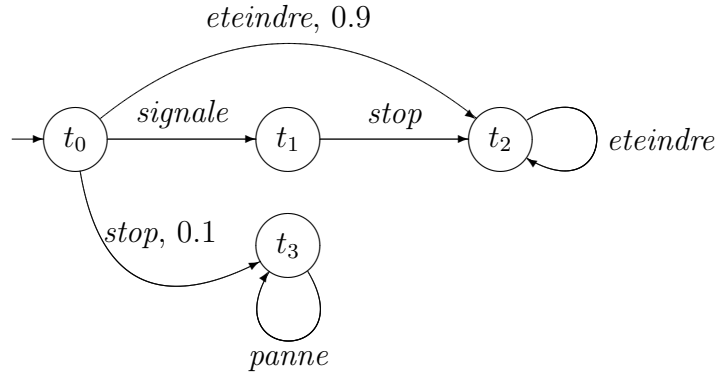 eteindre, 0.9
signale
stop
t₀
t₁
t₂
eteindre
stop, 0.1
t₃
panne